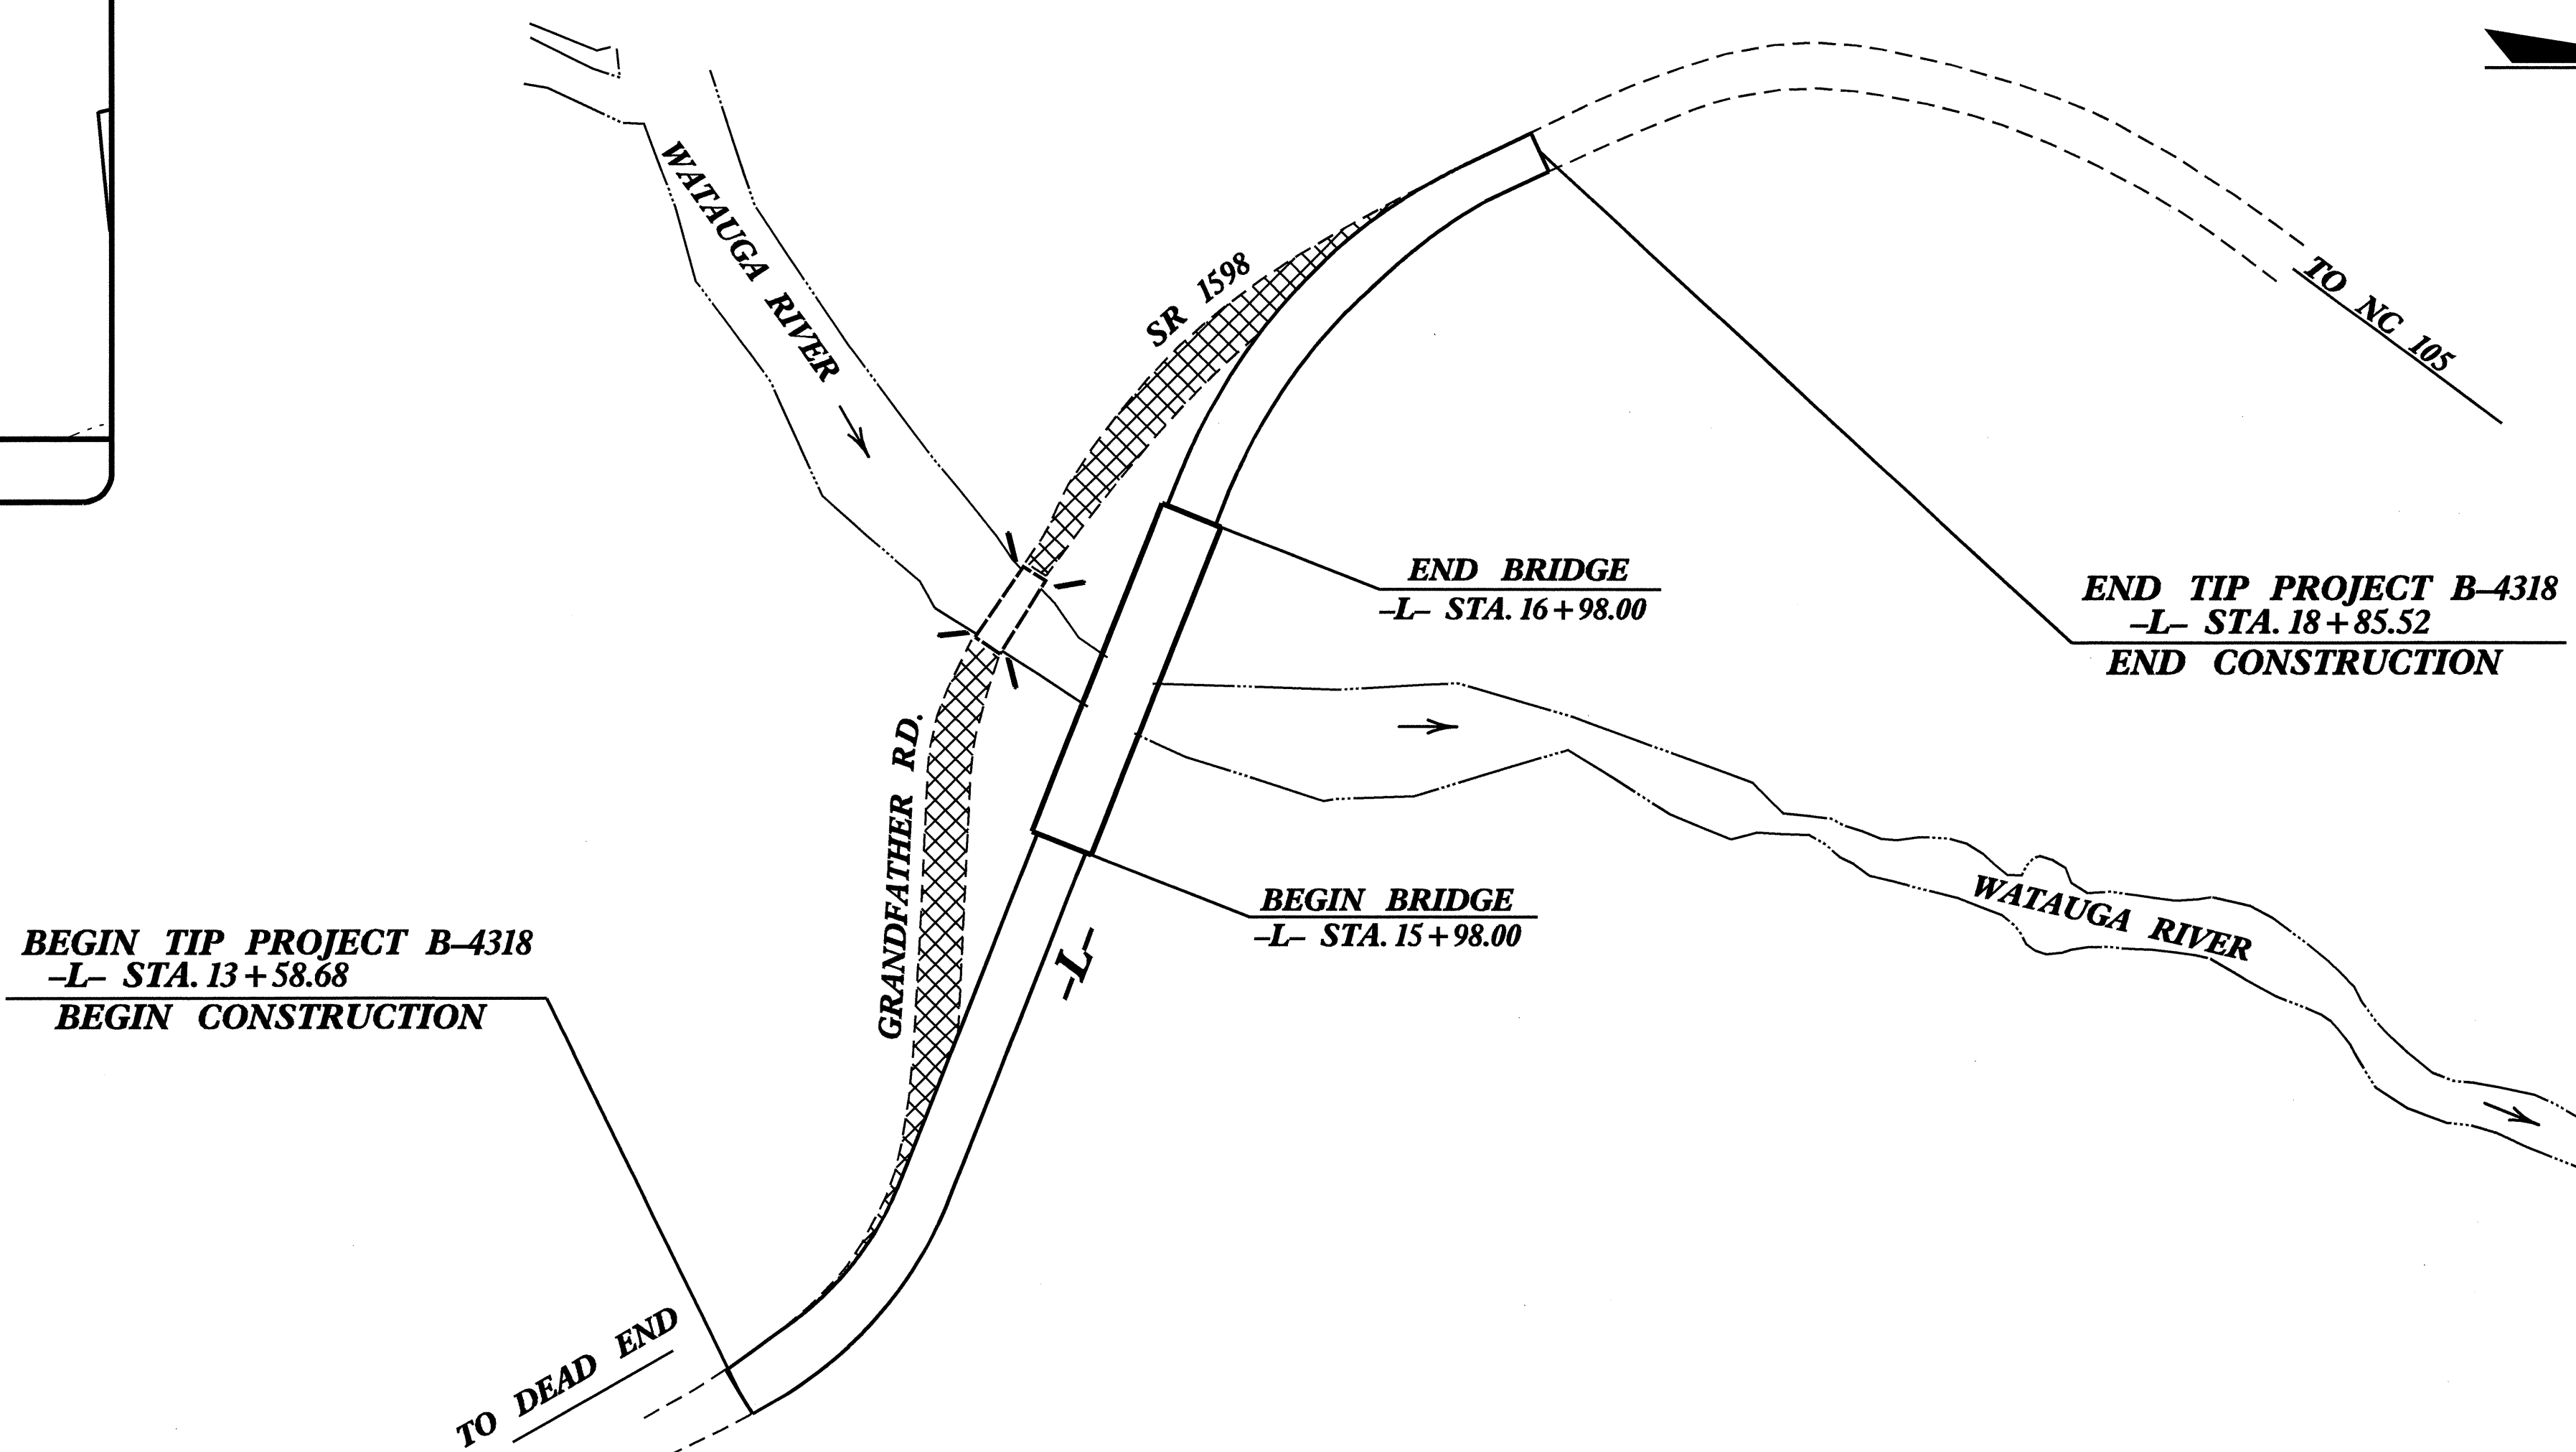 WATAUGA RIVER
SR 1598
TO NC 105
END BRIDGE
-L- STA. 16+98.00
END TIP PROJECT B-4318
-L- STA. 18+85.52
END CONSTRUCTION
GRANDFATHER RD.
BEGIN BRIDGE
-L- STA. 15+98.00
WATAUGA RIVER
-L-
BEGIN TIP PROJECT B-4318
-L- STA. 13+58.68
BEGIN CONSTRUCTION
TO DEAD END